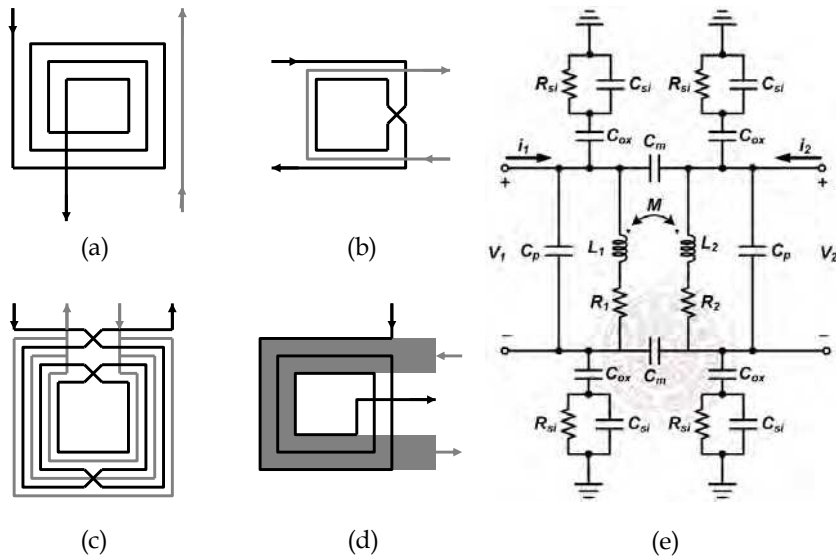 (a)
(b)
(c)
(d)
R_si C_si R_si C_si
C_ox C_m C_ox
i_1 i_2
+ +
M
V_1 C_p L_1 L_2 C_p V_2
R_1 R_2
– –
C_ox C_m C_ox
R_si C_si R_si C_si
(e)